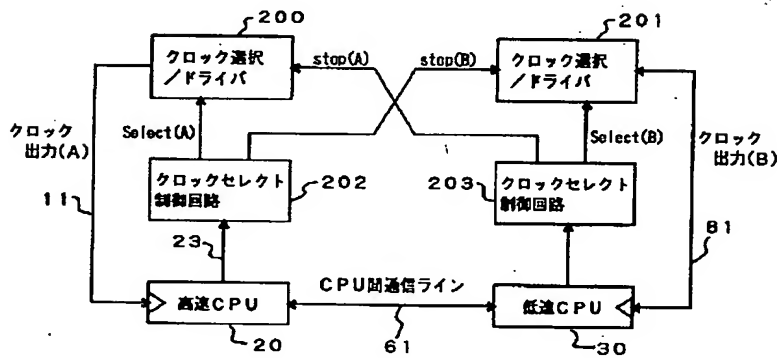 200
201
クロック選択
/ドライバ
stop(A)
stop(B)
クロック選択
/ドライバ
クロック
出力(A)
Select(A)
Select(B)
クロック
出力(B)
11
クロックセレクト
制御回路
202
203
クロックセレクト
制御回路
81
23
CPU間通信ライン
高速CPU
低速CPU
20
61
30